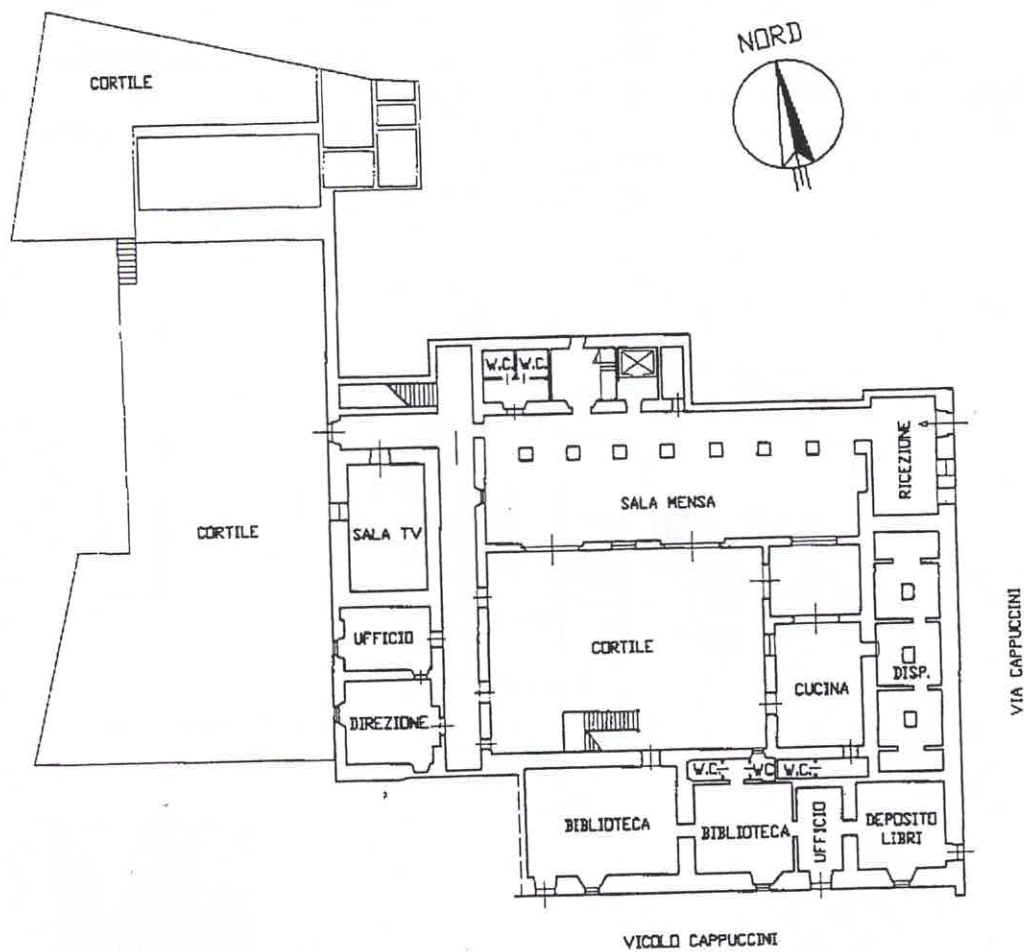 NORD
CORTILE
W.C. W.C.
RICEZIONE
SALA MENSA
CORTILE
SALA TV
UFFICIO
CORTILE
DISP.
CUCINA
DIREZIONE
VIA CAPPUCCINI
W.C. WC W.C.
BIBLIOTECA
BIBLIOTECA
UFFICIO
DEPOSITO
LIBRI
VICOLO CAPPUCCINI